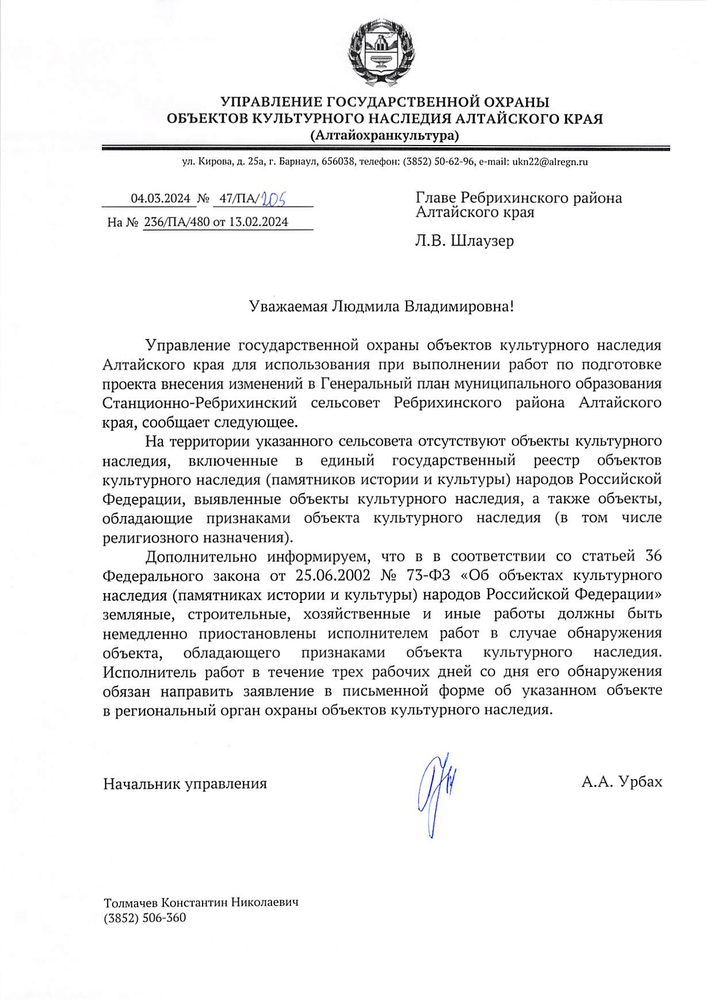 УПРАВЛЕНИЕ ГОСУДАРСТВЕННОЙ ОХРАНЫ
ОБЪЕКТОВ КУЛЬТУРНОГО НАСЛЕДИЯ АЛТАЙСКОГО КРАЯ
(Алтайохранкультура)
ул. Кирова, д. 25а, г. Барнаул, 656038, телефон: (3852) 50-62-96, e-mail: ukn22@alregn.ru
04.03.2024 № 47/ПА/205
На № 236/ПА/480 от 13.02.2024
Главе Ребрихинского района
Алтайского края
Л.В. Шлаузер
Уважаемая Людмила Владимировна!
Управление государственной охраны объектов культурного наследия
Алтайского края для использования при выполнении работ по подготовке
проекта внесения изменений в Генеральный план муниципального образования
Станционно-Ребрихинский сельсовет Ребрихинского района Алтайского
края, сообщает следующее.
На территории указанного сельсовета отсутствуют объекты культурного
наследия, включенные в единый государственный реестр объектов
культурного наследия (памятников истории и культуры) народов Российской
Федерации, выявленные объекты культурного наследия, а также объекты,
обладающие признаками объекта культурного наследия (в том числе
религиозного назначения).
Дополнительно информируем, что в в соответствии со статьей 36
Федерального закона от 25.06.2002 № 73-ФЗ «Об объектах культурного
наследия (памятниках истории и культуры) народов Российской Федерации»
земляные, строительные, хозяйственные и иные работы должны быть
немедленно приостановлены исполнителем работ в случае обнаружения
объекта, обладающего признаками объекта культурного наследия.
Исполнитель работ в течение трех рабочих дней со дня его обнаружения
обязан направить заявление в письменной форме об указанном объекте
в региональный орган охраны объектов культурного наследия.
Начальник управления
А.А. Урбах
Толмачев Константин Николаевич
(3852) 506-360